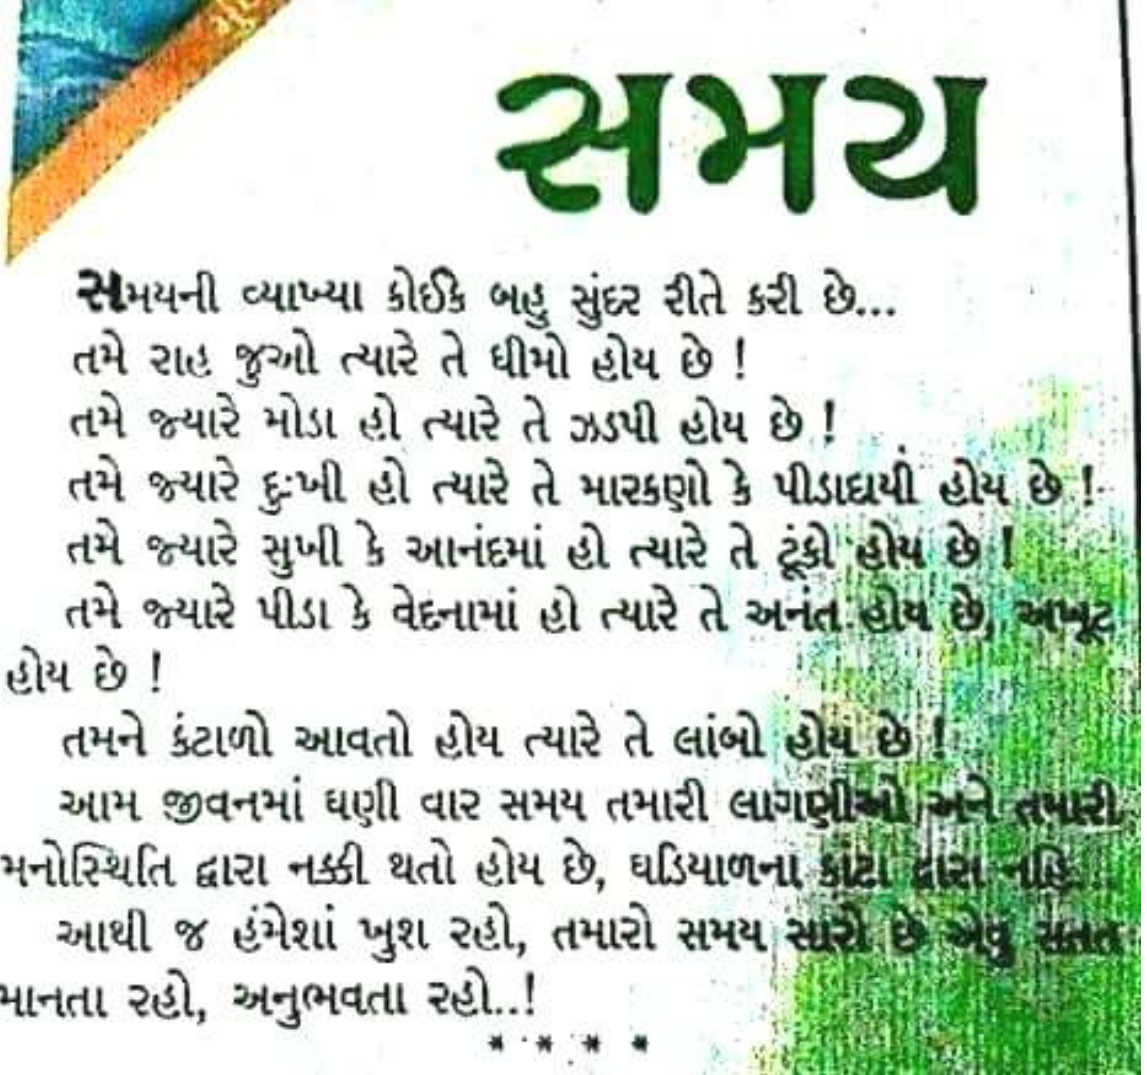 સમય
સમયની વ્યાખ્યા કોઈકે બહુ સુંદર રીતે કરી છે...
તમે રાહ જુઓ ત્યારે તે ધીમો હોય છે !
તમે જ્યારે મોડા હો ત્યારે તે ઝડપી હોય છે !
તમે જ્યારે દુઃખી હો ત્યારે તે મારકણો કે પીડાદાયી હોય છે !
તમે જ્યારે સુખી કે આનંદમાં હો ત્યારે તે ટૂંકો હોય છે !
તમે જ્યારે પીડા કે વેદનામાં હો ત્યારે તે અનંત હોય છે, અખૂટ
હોય છે !
તમને કંટાળો આવતો હોય ત્યારે તે લાંબો હોય છે !
આમ જીવનમાં ઘણી વાર સમય તમારી લાગણીઓ અને તમારી
મનોસ્થિતિ દ્વારા નક્કી થતો હોય છે, ઘડિયાળના કાંટા દ્વારા નહિ...
આથી જ હંમેશાં ખુશ રહો, તમારો સમય સારો છે એવુ સતત
માનતા રહો, અનુભવતા રહો..!
* * * *